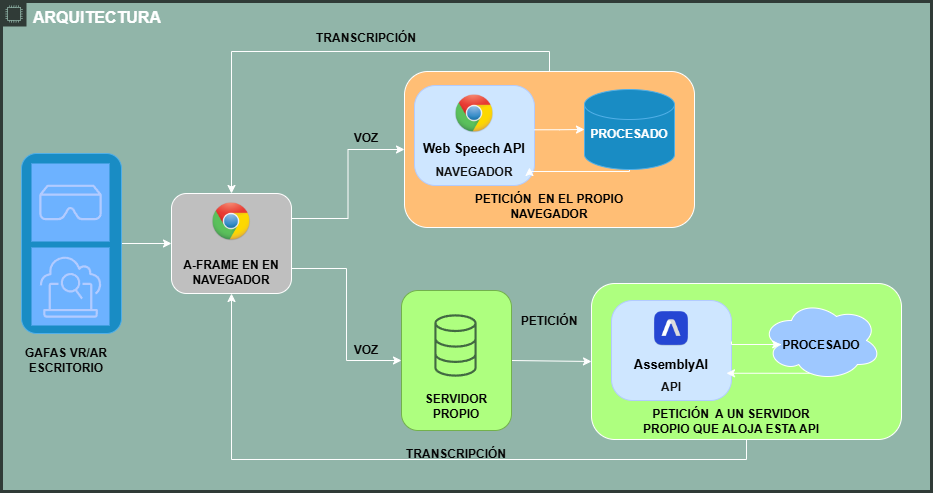 ARQUITECTURA
TRANSCRIPCIÓN
VOZ
Web Speech API
NAVEGADOR
PROCESADO
PETICIÓN EN EL PROPIO
NAVEGADOR
A-FRAME EN EN
NAVEGADOR
GAFAS VR/AR
ESCRITORIO
VOZ
SERVIDOR
PROPIO
PETICIÓN
AssemblyAI
API
PROCESADO
PETICIÓN A UN SERVIDOR
PROPIO QUE ALOJA ESTA API
TRANSCRIPCIÓN